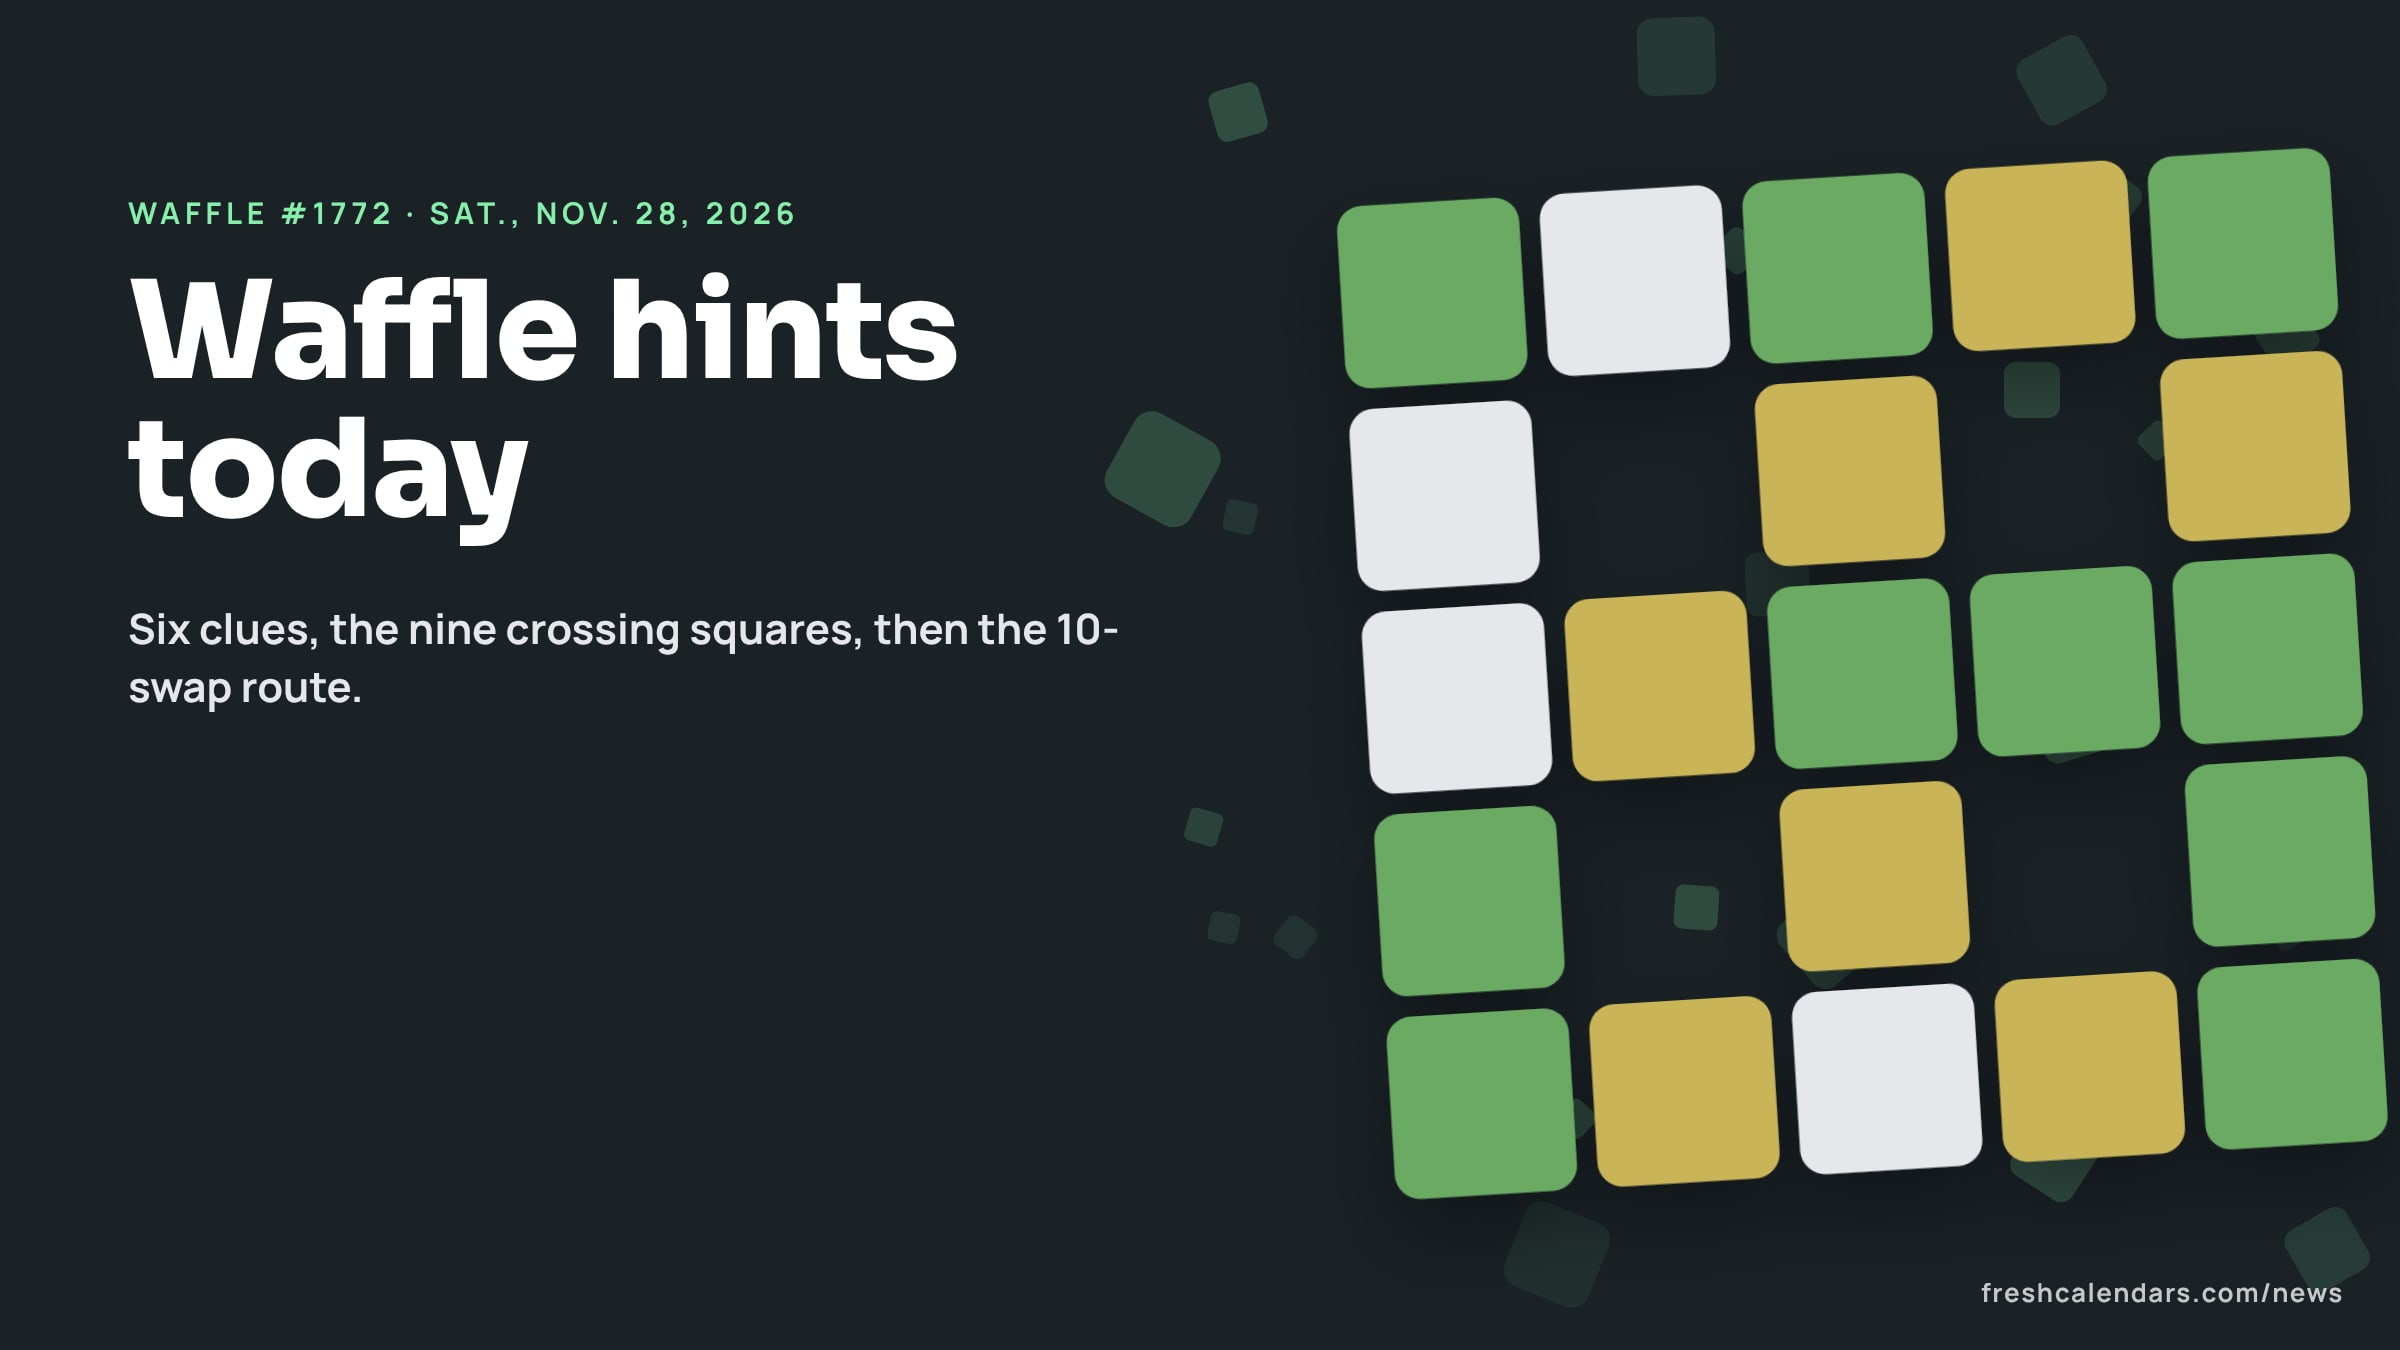 WAFFLE #1772 · SAT., NOV. 28, 2026
Waffle hints
today
Six clues, the nine crossing squares, then the 10-
swap route.
freshcalendars.com/news